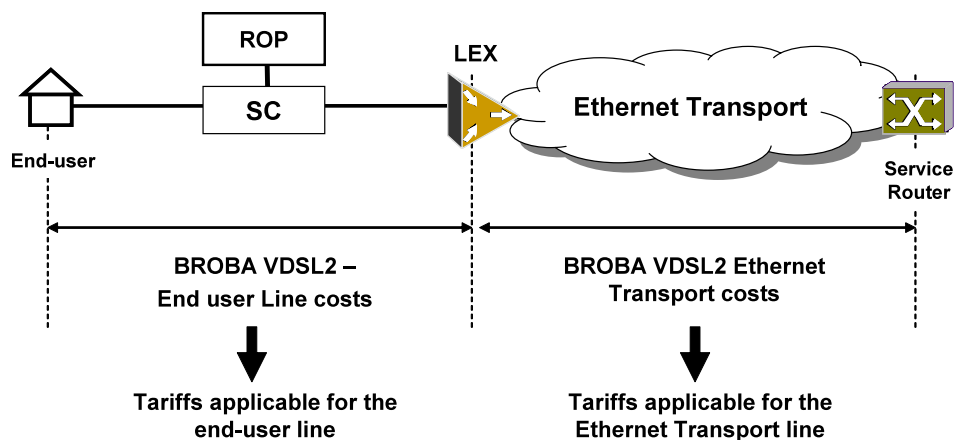 ROP
LEX
SC
Ethernet Transport
End-user
Service
Router
BROBA VDSL2 –
End user Line costs
BROBA VDSL2 Ethernet
Transport costs
Tariffs applicable for the
end-user line
Tariffs applicable for the
Ethernet Transport line